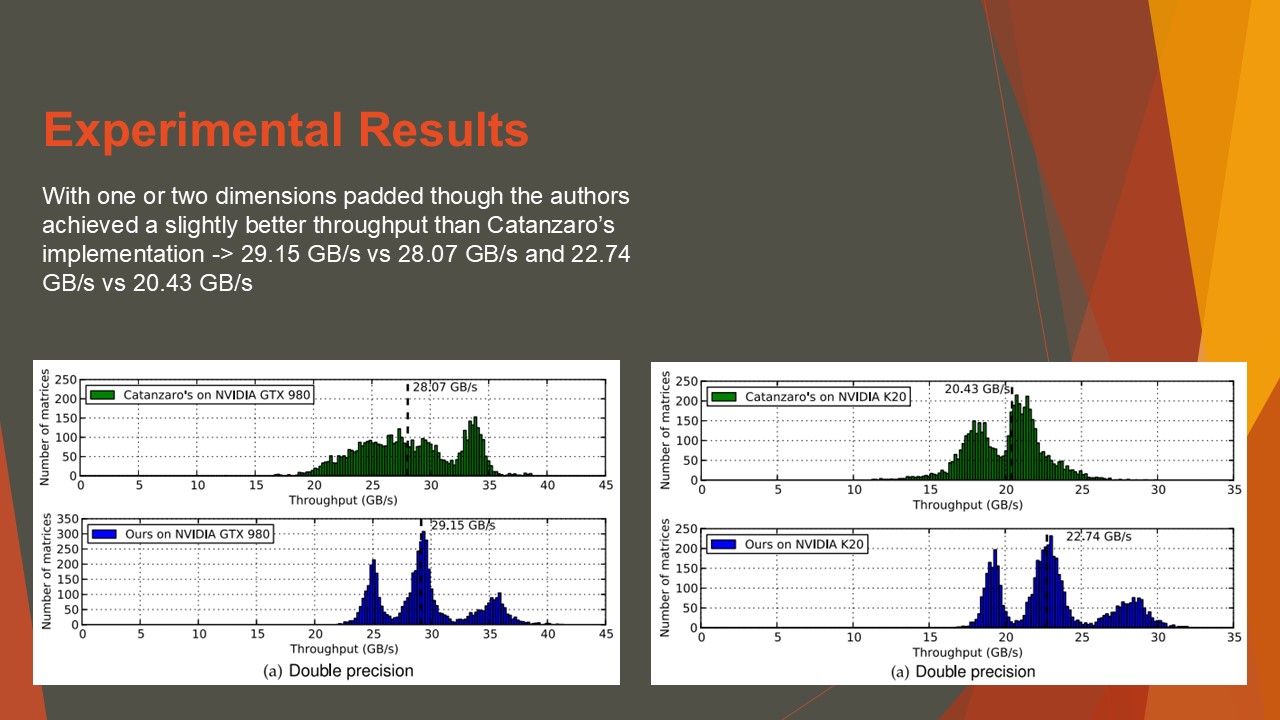 Experimental Results
With one or two dimensions padded though the authors
achieved a slightly better throughput than Catanzaro's
implementation -> 29.15 GB/s vs 28.07 GB/s and 22.74
GB/s vs 20.43 GB/s
Number of matrices
250
200
150
100
50
0
Catanzaro's on NVIDIA GTX 980
28.07 GB/s
0 5 10 15 20 25 30 35 40 45
Throughput (GB/s)
Number of matrices
350
300
250
200
150
100
50
0
Ours on NVIDIA GTX 980
29.15 GB/s
0 5 10 15 20 25 30 35 40 45
Throughput (GB/s)
(a) Double precision
Number of matrices
250
200
150
100
50
0
Catanzaro's on NVIDIA K20
20.43 GB/s
0 5 10 15 20 25 30 35
Throughput (GB/s)
Number of matrices
250
200
150
100
50
0
Ours on NVIDIA K20
22.74 GB/s
0 5 10 15 20 25 30 35
Throughput (GB/s)
(a) Double precision